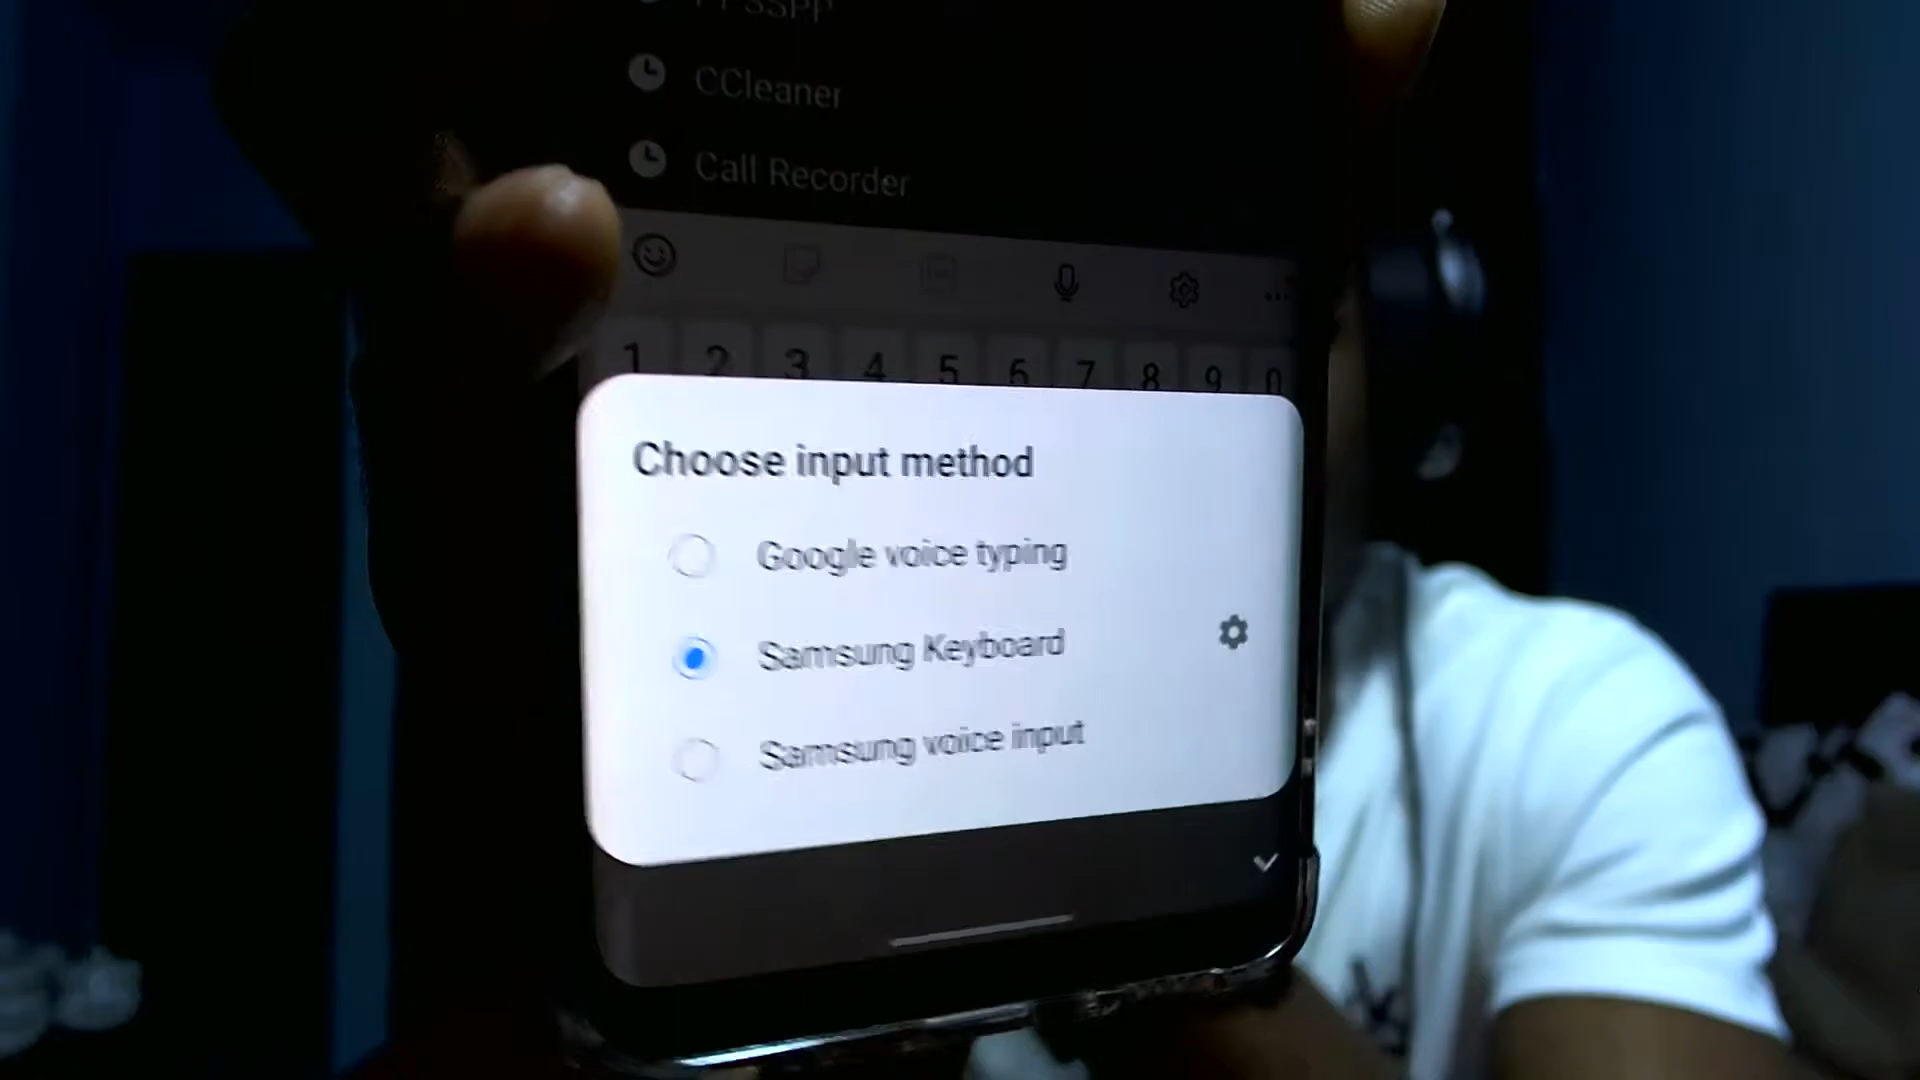 PPSSPP
CCleaner
Call Recorder
1 2 3 4 5 6 7 8 9 0
Choose input method
Google voice typing
Samsung Keyboard
Samsung voice input